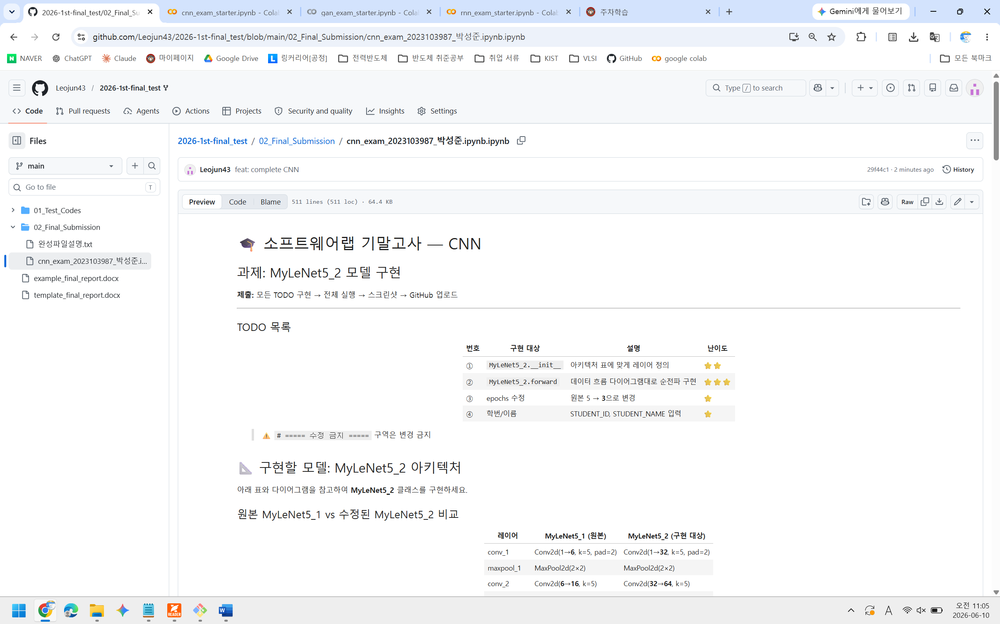 2026-1st-final_test/02_Final_Su
cnn_exam_starter.ipynb - Colal
gan_exam_starter.ipynb - Cola
rnn_exam_starter.ipynb - Colab
주차학습
Gemini에게 물어보기
github.com/Leojun43/2026-1st-final_test/blob/main/02_Final_Submission/cnn_exam_2023103987_박성준.ipynb.ipynb
NAVER
ChatGPT
Claude
마이페이지
Google Drive
링커리어[공정]
전력반도체
반도체 취준공부
취업 서류
KIST
VLSI
GitHub
google colab
모든 북마크
Leojun43 / 2026-1st-final_test
Type / to search
Code
Pull requests
Agents
Actions
Projects
Security and quality
Insights
Settings
Files
main
Go to file
T
01_Test_Codes
02_Final_Submission
완성파일설명.txt
cnn_exam_2023103987_박성준.i...
example_final_report.docx
template_final_report.docx
2026-1st-final_test / 02_Final_Submission / cnn_exam_2023103987_박성준.ipynb.ipynb
Leojun43 feat: complete CNN
29f44c1 · 2 minutes ago
History
Preview
Code
Blame
511 lines (511 loc) · 64.4 KB
Raw
소프트웨어랩 기말고사 — CNN
과제: MyLeNet5_2 모델 구현
제출: 모든 TODO 구현 → 전체 실행 → 스크린샷 → GitHub 업로드
TODO 목록
번호 구현 대상 설명 난이도
① MyLeNet5_2.__init__ 아키텍처 표에 맞게 레이어 정의 ⭐⭐
② MyLeNet5_2.forward 데이터 흐름 다이어그램대로 순전파 구현 ⭐⭐⭐
③ epochs 수정 원본 5 → 3으로 변경 ⭐
④ 학번/이름 STUDENT_ID, STUDENT_NAME 입력 ⭐
⚠️ # ===== 수정 금지 ===== 구역은 변경 금지
구현할 모델: MyLeNet5_2 아키텍처
아래 표와 다이어그램을 참고하여 MyLeNet5_2 클래스를 구현하세요.
원본 MyLeNet5_1 vs 수정된 MyLeNet5_2 비교
레이어 MyLeNet5_1 (원본) MyLeNet5_2 (구현 대상)
conv_1 Conv2d(1→6, k=5, pad=2) Conv2d(1→32, k=5, pad=2)
maxpool_1 MaxPool2d(2×2) MaxPool2d(2×2)
conv_2 Conv2d(6→16, k=5) Conv2d(32→64, k=5)
READER
A
오전 11:05
2026-06-10